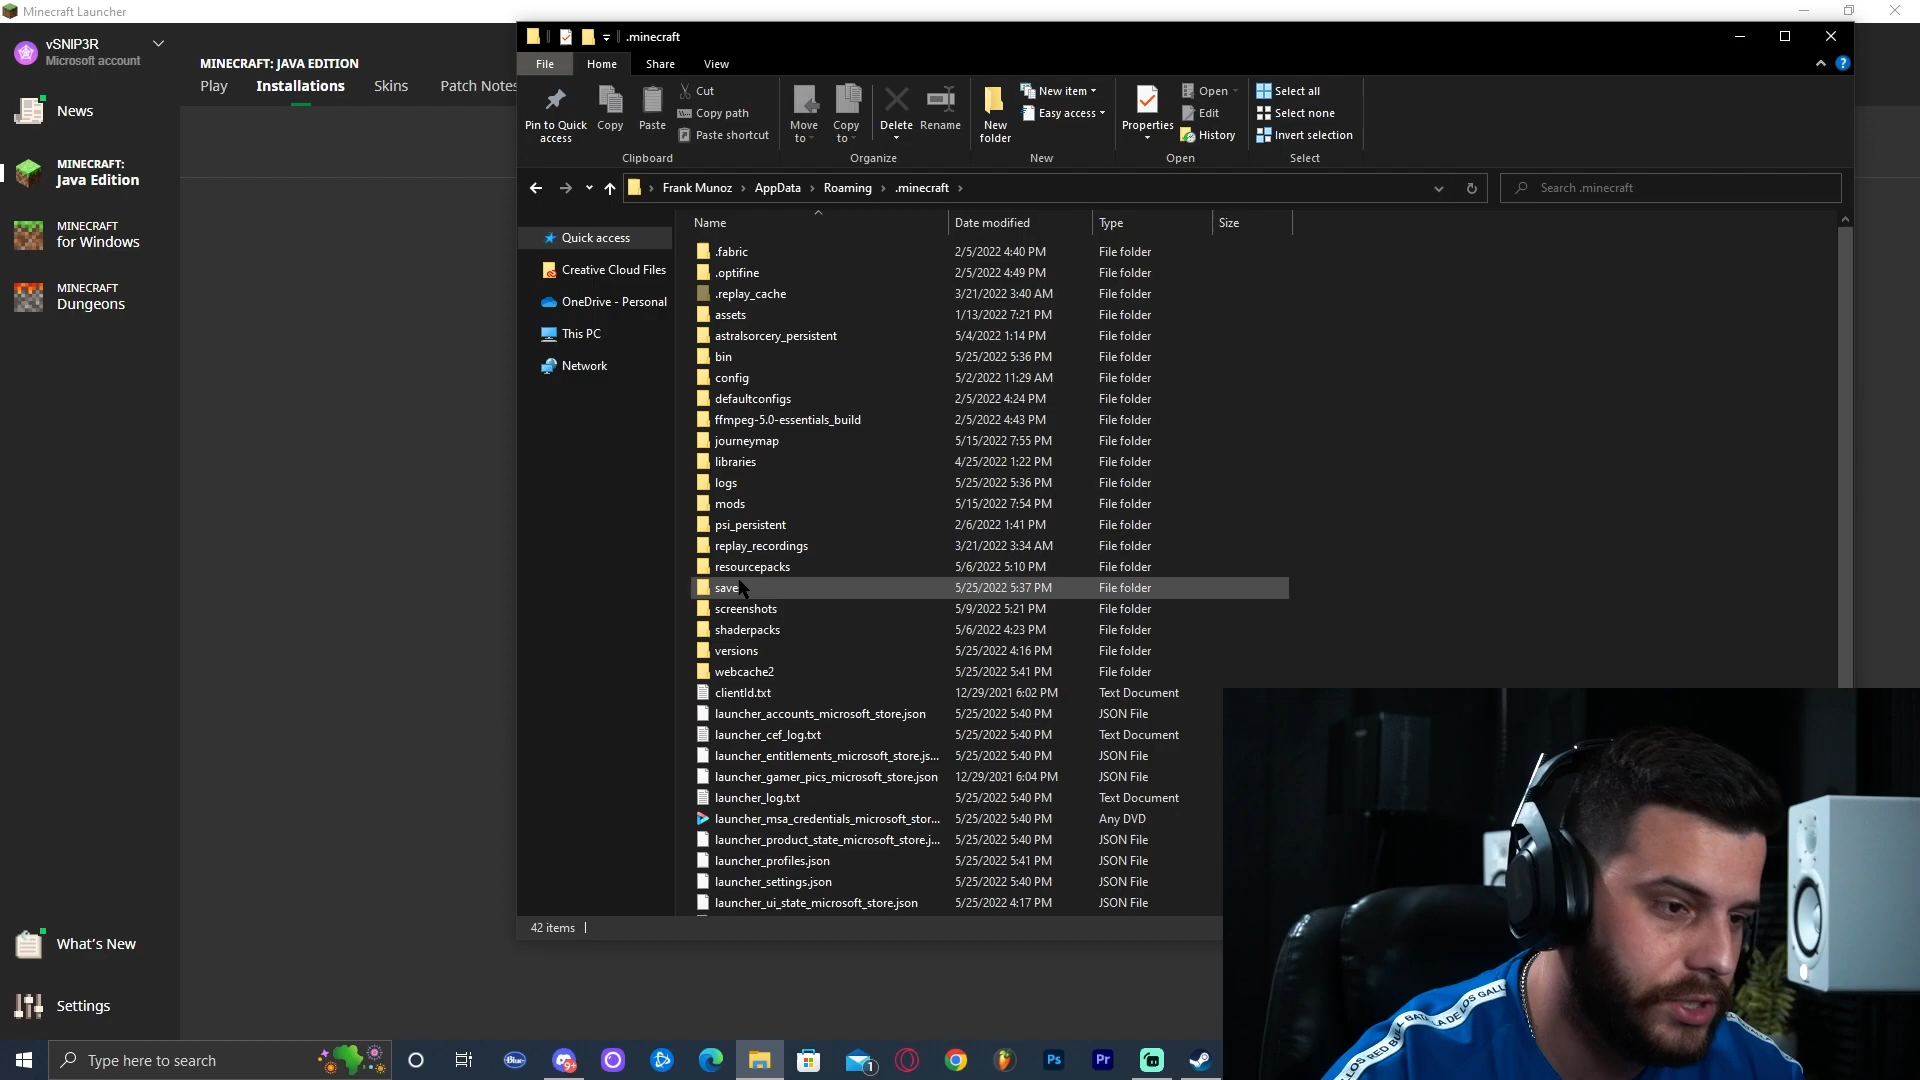 Minecraft Launcher
vSNIP3R
Microsoft account
News
MINECRAFT:
Java Edition
MINECRAFT
for Windows
MINECRAFT
Dungeons
What's New
Settings
MINECRAFT: JAVA EDITION
Play Installations Skins Patch Notes
.minecraft
File Home Share View
Pin to Quick access
Copy
Paste
Cut
Copy path
Paste shortcut
Clipboard
Move to
Copy to
Delete
Rename
Organize
New folder
New item
Easy access
New
Properties
Open
Edit
History
Open
Select all
Select none
Invert selection
Select
Frank Munoz AppData Roaming .minecraft
Search .minecraft
Quick access
Creative Cloud Files
OneDrive - Personal
This PC
Network
Name Date modified Type Size
.fabric 2/5/2022 4:40 PM File folder
.optifine 2/5/2022 4:49 PM File folder
.replay_cache 3/21/2022 3:40 AM File folder
assets 1/13/2022 7:21 PM File folder
astralsorcery_persistent 5/4/2022 1:14 PM File folder
bin 5/25/2022 5:36 PM File folder
config 5/2/2022 11:29 AM File folder
defaultconfigs 2/5/2022 4:24 PM File folder
ffmpeg-5.0-essentials_build 2/5/2022 4:43 PM File folder
journeymap 5/15/2022 7:55 PM File folder
libraries 4/25/2022 1:22 PM File folder
logs 5/25/2022 5:36 PM File folder
mods 5/15/2022 7:54 PM File folder
psi_persistent 2/6/2022 1:41 PM File folder
replay_recordings 3/21/2022 3:34 AM File folder
resourcepacks 5/6/2022 5:10 PM File folder
save 5/25/2022 5:37 PM File folder
screenshots 5/9/2022 5:21 PM File folder
shaderpacks 5/6/2022 4:23 PM File folder
versions 5/25/2022 4:16 PM File folder
webcache2 5/25/2022 5:41 PM File folder
clientId.txt 12/29/2021 6:02 PM Text Document
launcher_accounts_microsoft_store.json 5/25/2022 5:40 PM JSON File
launcher_cef_log.txt 5/25/2022 5:40 PM Text Document
launcher_entitlements_microsoft_store.js... 5/25/2022 5:40 PM JSON File
launcher_gamer_pics_microsoft_store.json 12/29/2021 6:04 PM JSON File
launcher_log.txt 5/25/2022 5:40 PM Text Document
launcher_msa_credentials_microsoft_stor... 5/25/2022 5:40 PM Any DVD
launcher_product_state_microsoft_store.j... 5/25/2022 5:40 PM JSON File
launcher_profiles.json 5/25/2022 5:41 PM JSON File
launcher_settings.json 5/25/2022 5:40 PM JSON File
launcher_ui_state_microsoft_store.json 5/25/2022 4:17 PM JSON File
42 items
Type here to search
Blue
9+
1
Ps
Pr